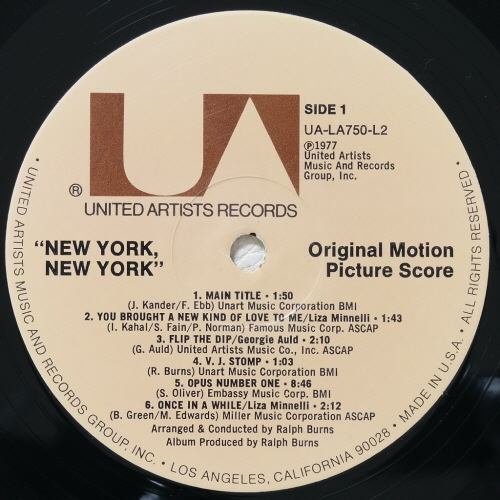 UA
SIDE 1
UA-LA750-L2
℗1977
United Artists
Music And Records
Group, Inc.
®
UNITED ARTISTS RECORDS
"NEW YORK,
NEW YORK"
Original Motion
Picture Score
1. MAIN TITLE • 1:50
(J. Kander/F. Ebb) Unart Music Corporation BMI
2. YOU BROUGHT A NEW KIND OF LOVE TO ME/Liza Minnelli • 1:43
(I. Kahal/S. Fain/P. Norman) Famous Music Corp. ASCAP
3. FLIP THE DIP/Georgie Auld • 2:10
(G. Auld) United Artists Music Co., Inc. ASCAP
4. V. J. STOMP • 1:03
(R. Burns) Unart Music Corporation BMI
5. OPUS NUMBER ONE • 8:46
(S. Oliver) Embassy Music Corp. BMI
6. ONCE IN A WHILE/Liza Minnelli • 2:12
(B. Green/M. Edwards) Miller Music Corporation ASCAP
Arranged & Conducted by Ralph Burns
Album Produced by Ralph Burns
• UNITED ARTISTS MUSIC AND RECORDS GROUP, INC. • LOS ANGELES, CALIFORNIA 90028 • MADE IN U.S.A. • ALL RIGHTS RESERVED •